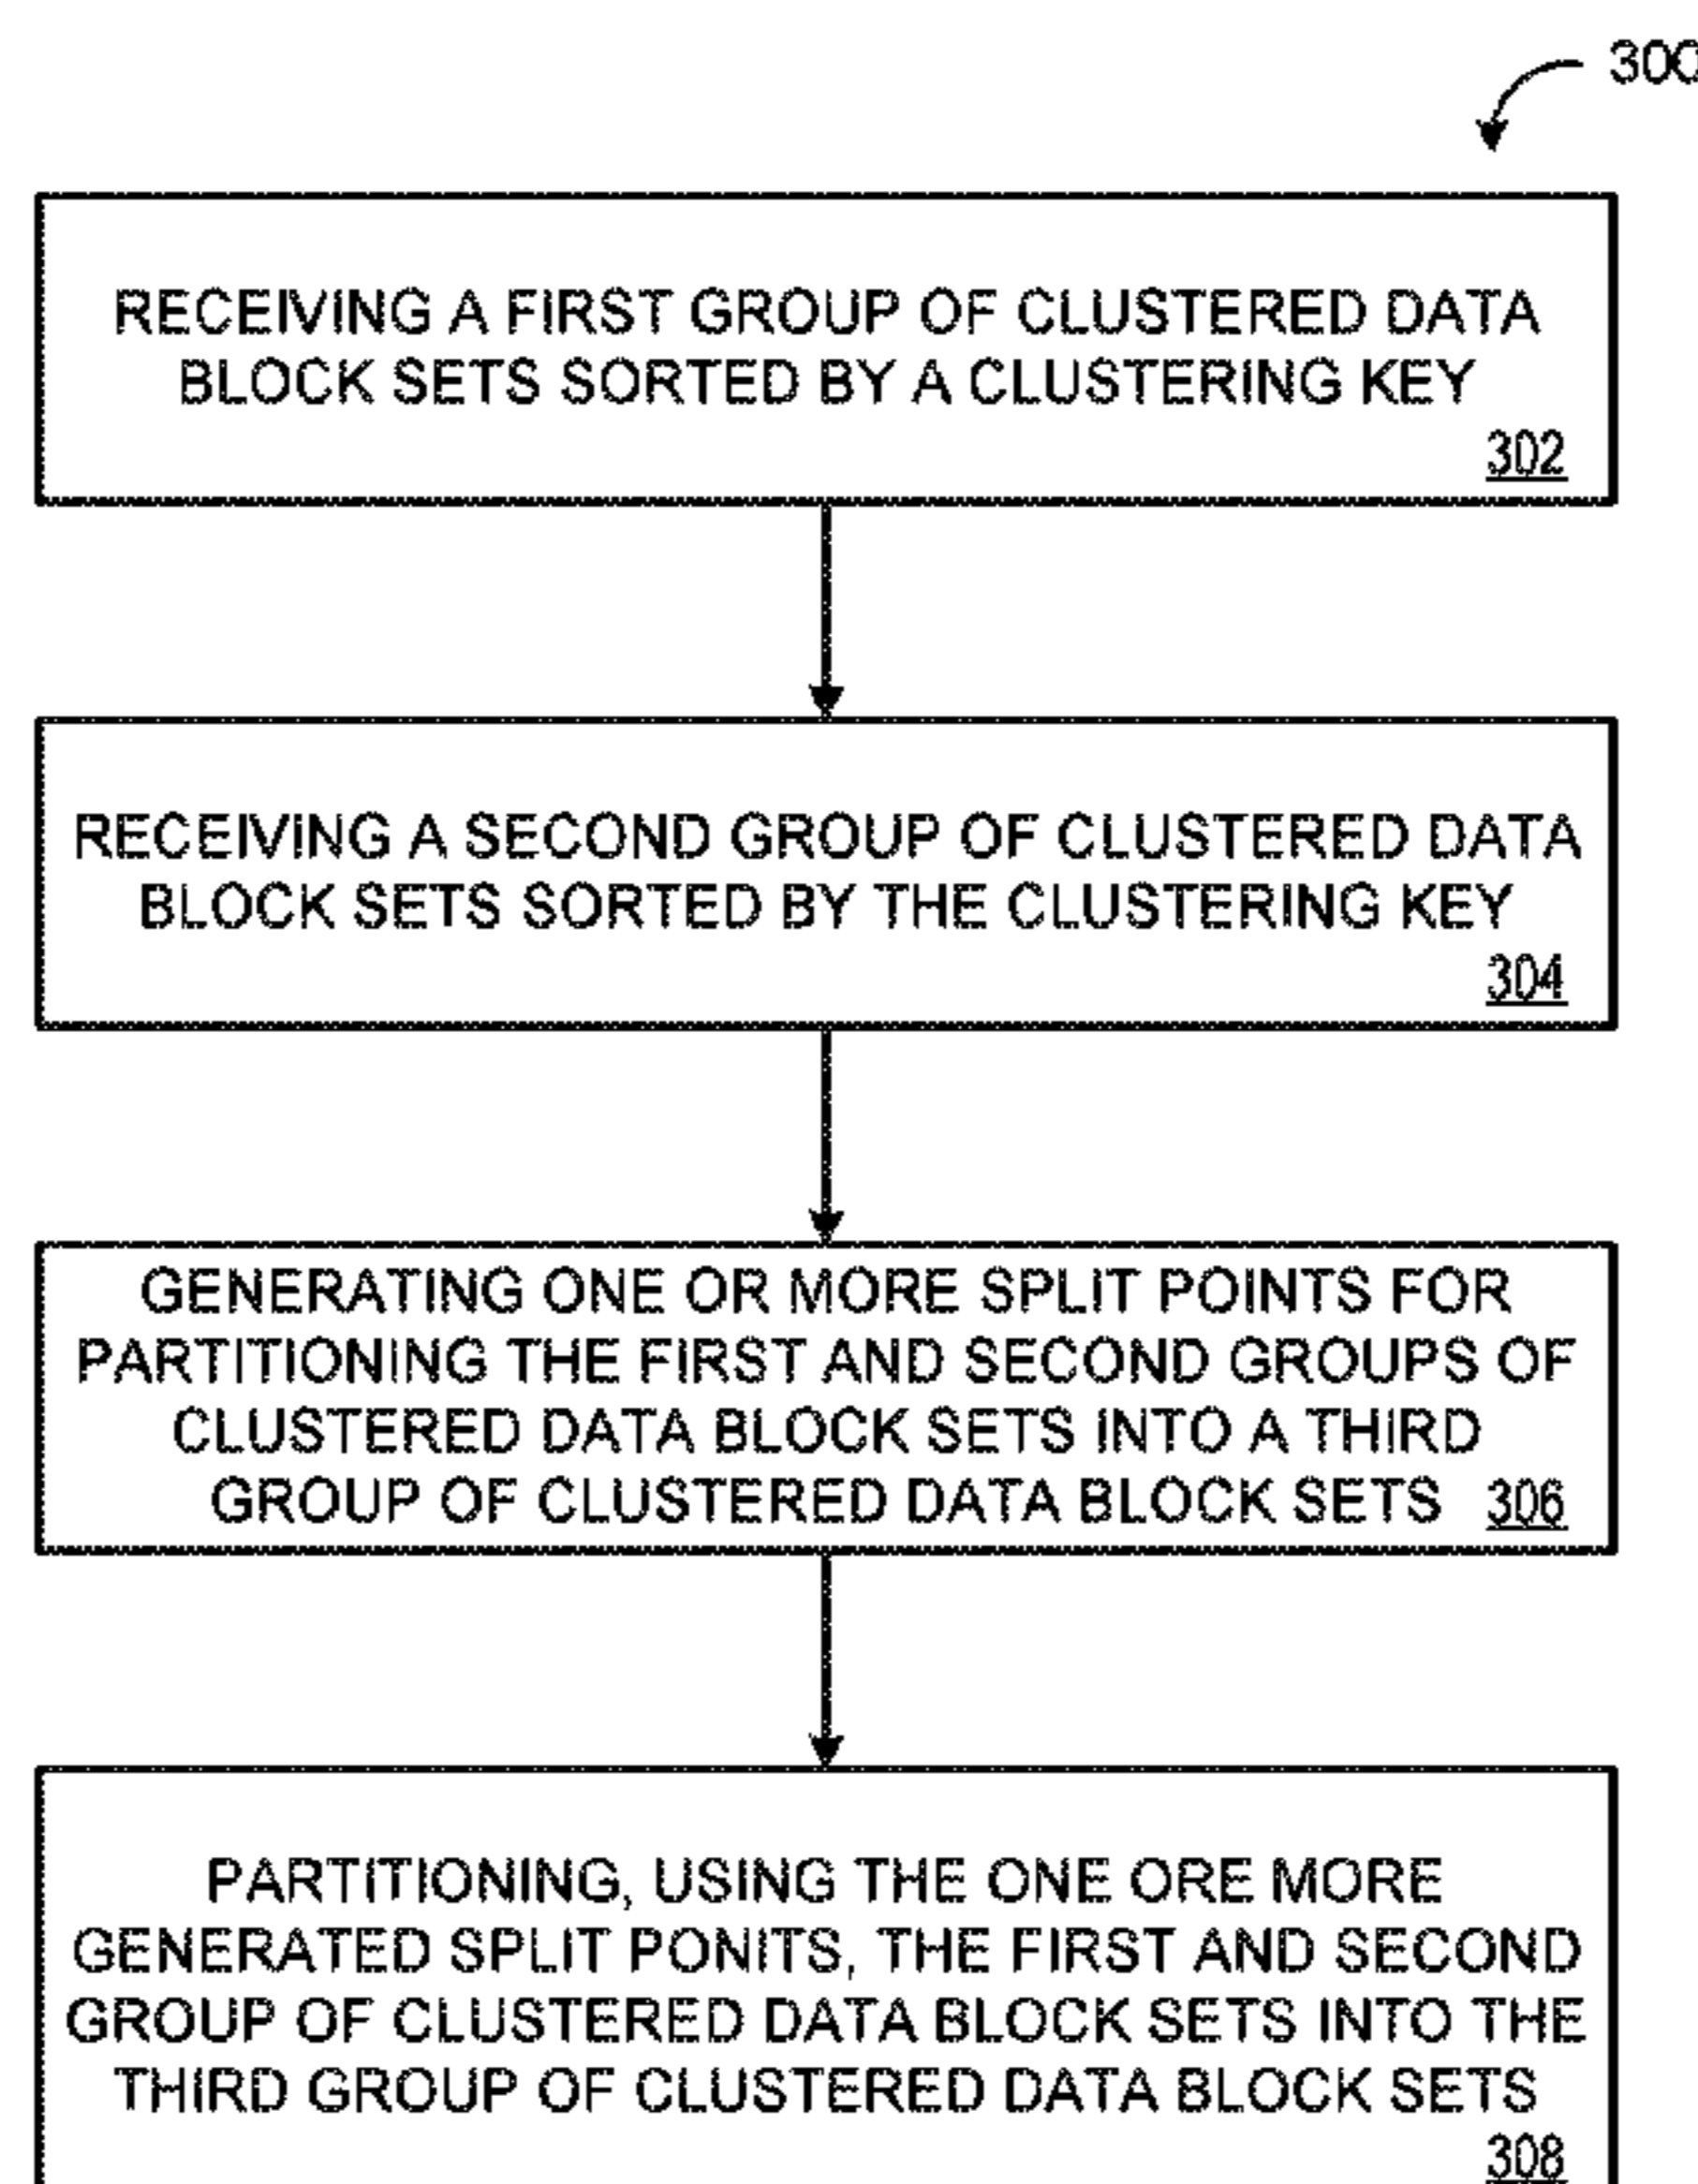 300
RECEIVING A FIRST GROUP OF CLUSTERED DATA
BLOCK SETS SORTED BY A CLUSTERING KEY
302
RECEIVING A SECOND GROUP OF CLUSTERED DATA
BLOCK SETS SORTED BY THE CLUSTERING KEY
304
GENERATING ONE OR MORE SPLIT POINTS FOR
PARTITIONING THE FIRST AND SECOND GROUPS OF
CLUSTERED DATA BLOCK SETS INTO A THIRD
GROUP OF CLUSTERED DATA BLOCK SETS 306
PARTITIONING, USING THE ONE ORE MORE
GENERATED SPLIT PONITS, THE FIRST AND SECOND
GROUP OF CLUSTERED DATA BLOCK SETS INTO THE
THIRD GROUP OF CLUSTERED DATA BLOCK SETS
308